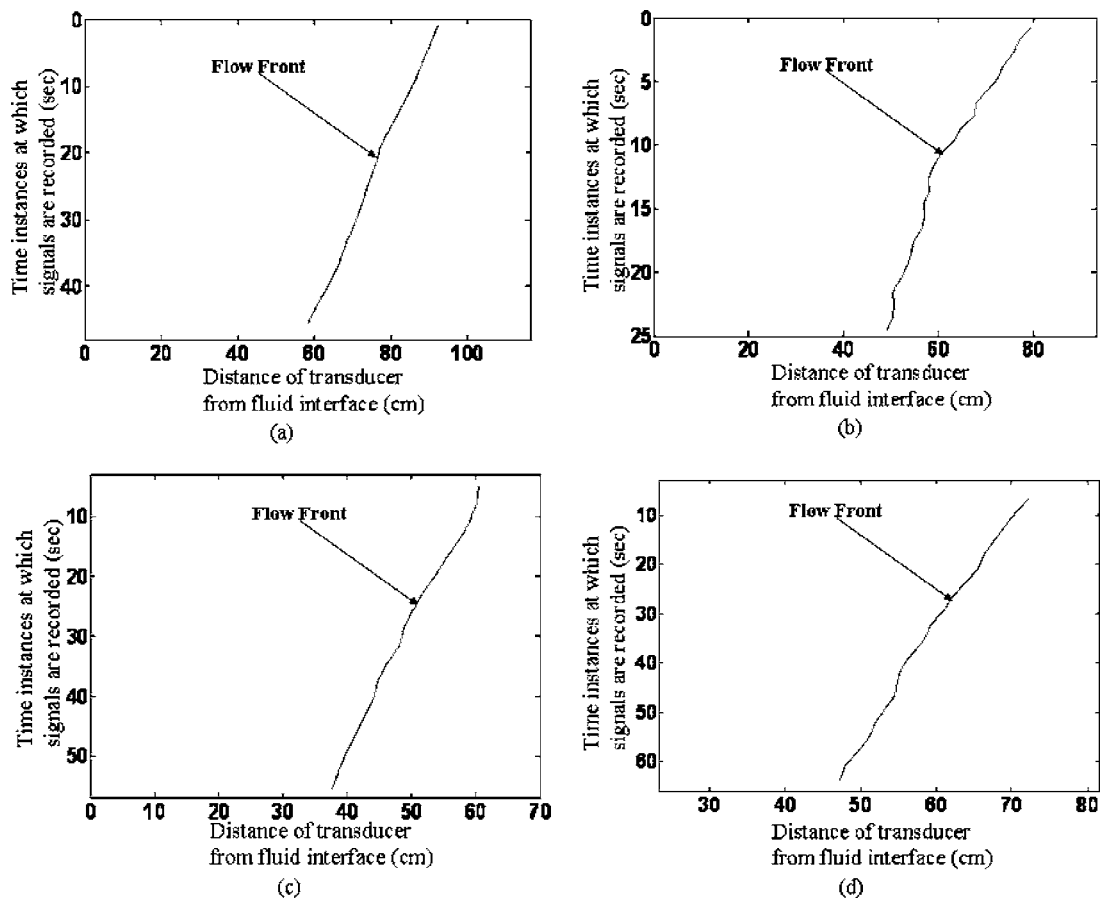 0
10
20
30
40
Time instances at which
signals are recorded (sec)
Flow Front
0
20
40
60
80
100
Distance of transducer
from fluid interface (cm)
(a)
0
5
10
15
20
25
Time instances at which
signals are recorded (sec)
Flow Front
0
20
40
60
80
Distance of transducer
from fluid interface (cm)
(b)
10
20
30
40
50
Time instances at which
signals are recorded (sec)
Flow Front
0
10
20
30
40
50
60
70
Distance of transducer
from fluid interface (cm)
(c)
10
20
30
40
50
60
Time instances at which
signals are recorded (sec)
Flow Front
30
40
50
60
70
80
Distance of transducer
from fluid interface (cm)
(d)